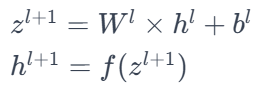 z^{l+1} = W^l × h^l + b^l
h^{l+1} = f(z^{l+1})